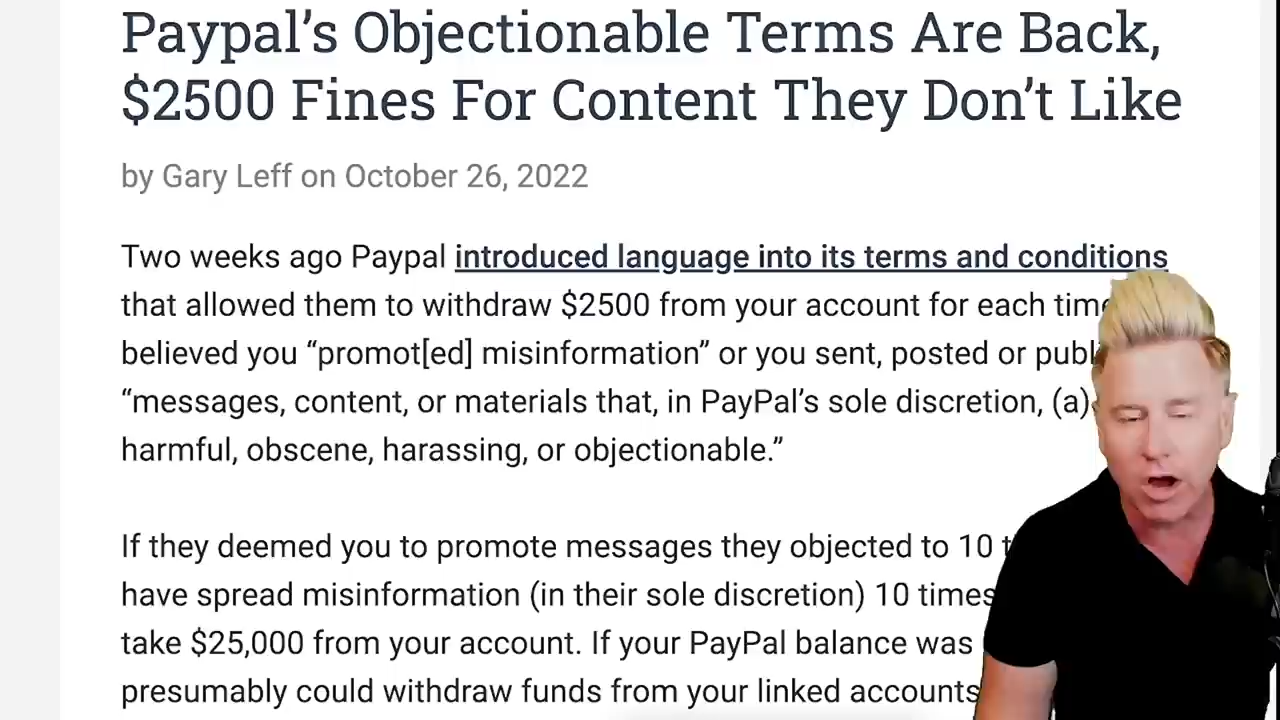 Paypal’s Objectionable Terms Are Back,
$2500 Fines For Content They Don’t Like
by Gary Leff on October 26, 2022
Two weeks ago Paypal introduced language into its terms and conditions
that allowed them to withdraw $2500 from your account for each time
believed you “promot[ed] misinformation” or you sent, posted or
“messages, content, or materials that, in PayPal’s sole discretion, (a)
harmful, obscene, harassing, or objectionable.”
If they deemed you to promote messages they objected to 10
have spread misinformation (in their sole discretion) 10 times
take $25,000 from your account. If your PayPal balance was
presumably could withdraw funds from your linked accounts